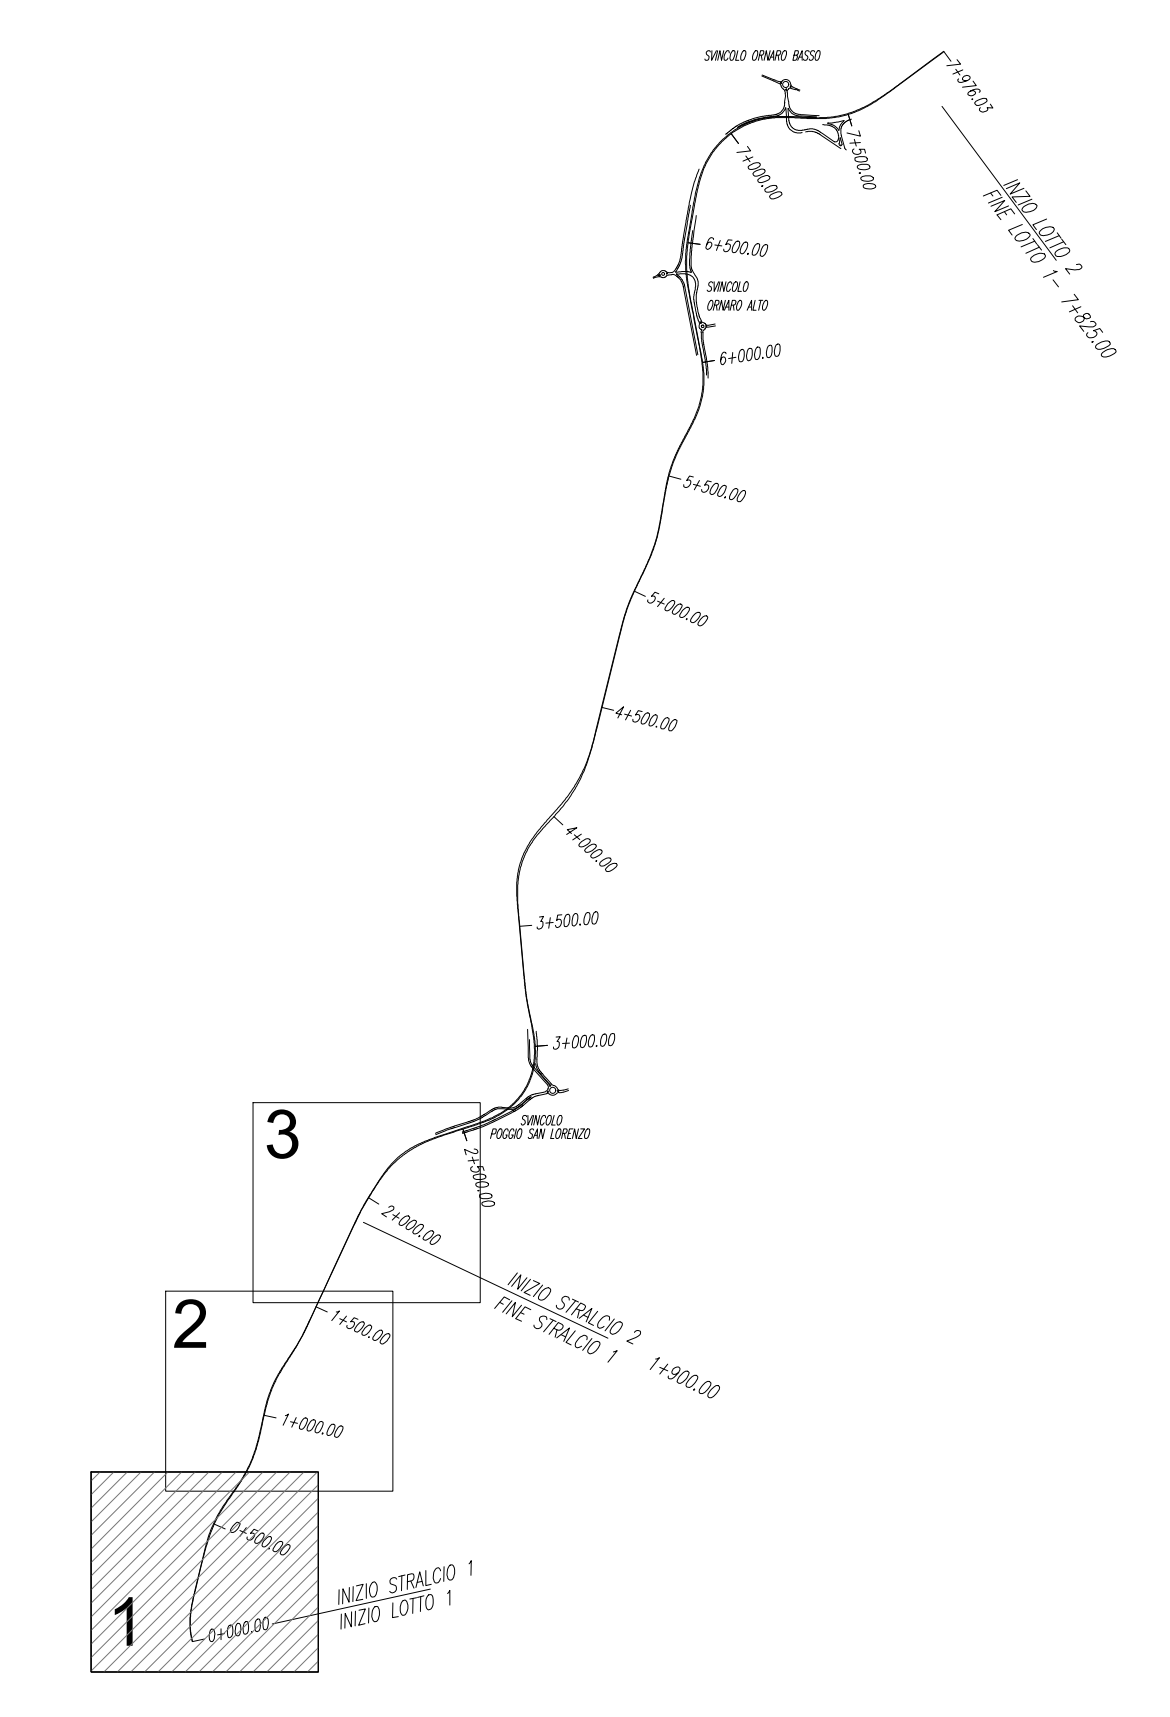 SVINCOLO ORNARO BASSO
7+976.03
7+500.00
7+000.00
INZIO LOTTO 2
FINE LOTTO 1- 7+825.00
6+500.00
SVINCOLO
ORNARO ALTO
6+000.00
5+500.00
5+000.00
4+500.00
4+000.00
3+500.00
3+000.00
SVINCOLO
POGGIO SAN LORENZO
3
2+500.00
2+000.00
INIZIO STRALCIO 2
FINE STRALCIO 1 1+900.00
2
1+500.00
1+000.00
0+500.00
INIZIO STRALCIO 1
INIZIO LOTTO 1
1
0+000.00